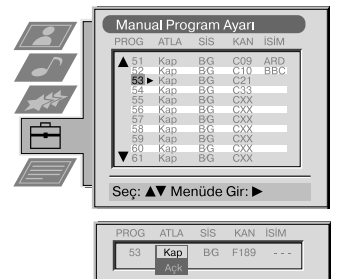 Manual Program Ayarı
PROG ATLA SİS KAN İSİM
51 Kap BG C09 ARD
52 Kap BG C10 BBC
53 Kap BG C21
54 Kap BG C33
55 Kap BG CXX
56 Kap BG CXX
57 Kap BG CXX
58 Kap BG CXX
59 Kap BG CXX
60 Kap BG CXX
61 Kap BG CXX
Seç: ▲▼ Menüde Gir: ►
PROG ATLA SİS KAN İSİM
53 Kap BG F189 - - -
Açk